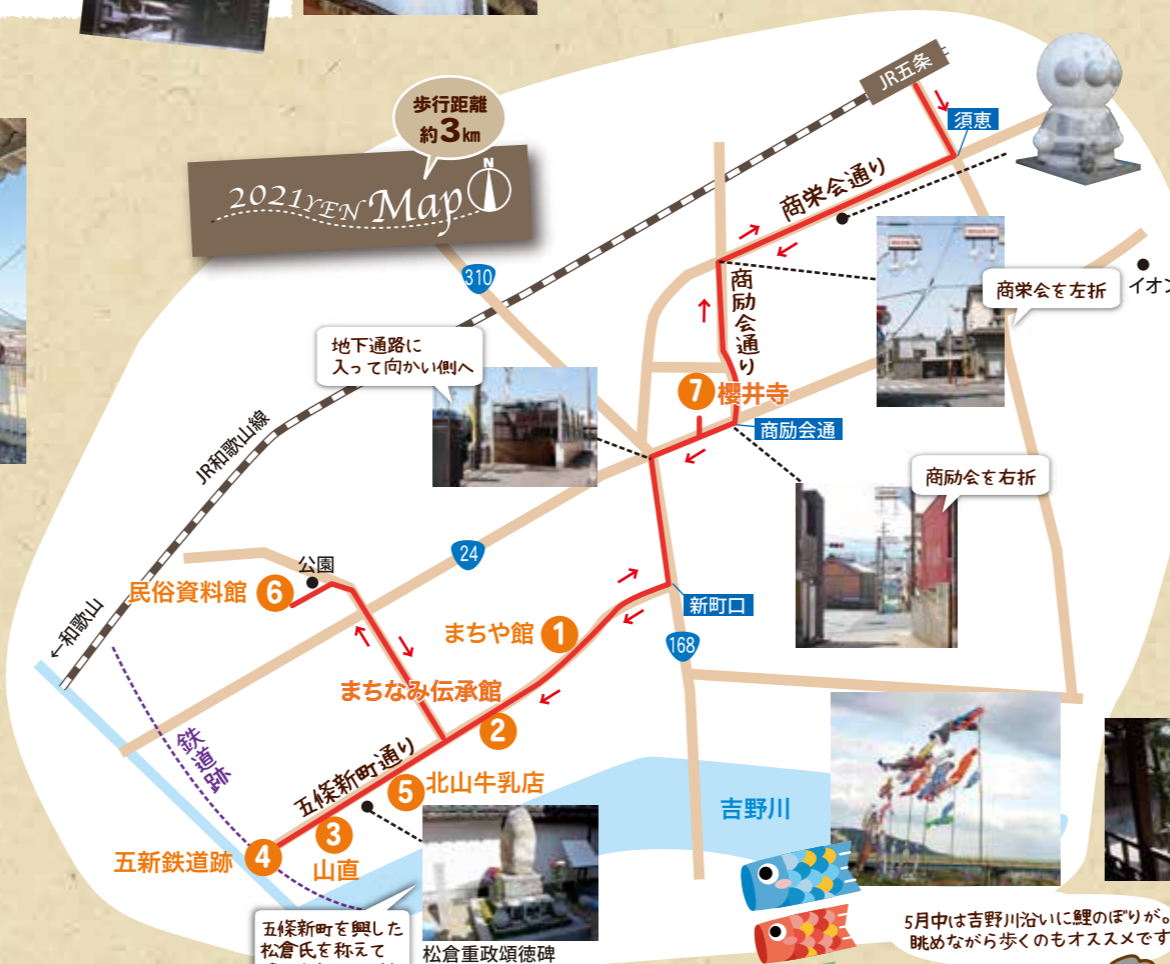 歩行距離
約3km
2021YEN Map
N
JR五条
須恵
商栄会通り
310
商励会通り
商栄会を左折
イオン
地下通路に
入って向かい側へ
7 櫻井寺
商励会通
商励会を右折
JR和歌山線
24
公園
民俗資料館 6
新町口
←和歌山
まちや館 1
168
まちなみ伝承館
2
鉄道跡
五條新町通り
5 北山牛乳店
吉野川
3
山直
五新鉄道跡 4
五條新町を興した
松倉氏を称えて
松倉重政頌徳碑
5月中は吉野川沿いに鯉のぼりが。
眺めながら歩くのもオススメです